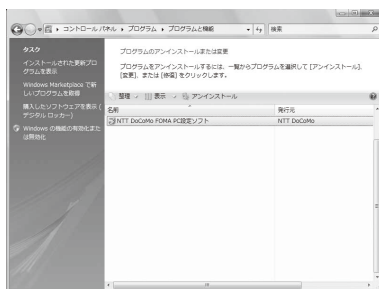 コントロール パネル ▸ プログラム ▸ プログラムと機能
検索
タスク
インストールされた更新プロ
グラムを表示
Windows Marketplace で新
しいプログラムを取得
購入したソフトウェアを表示 (
デジタル ロッカー)
Windows の機能の有効化また
は無効化
プログラムのアンインストールまたは変更
プログラムをアンインストールするには、一覧からプログラムを選択して [アンインストール]、
[変更]、または [修復] をクリックします。
整理 表示 アンインストール
名前 発行元
NTT DoCoMo FOMA PC設定ソフト NTT DoCoMo